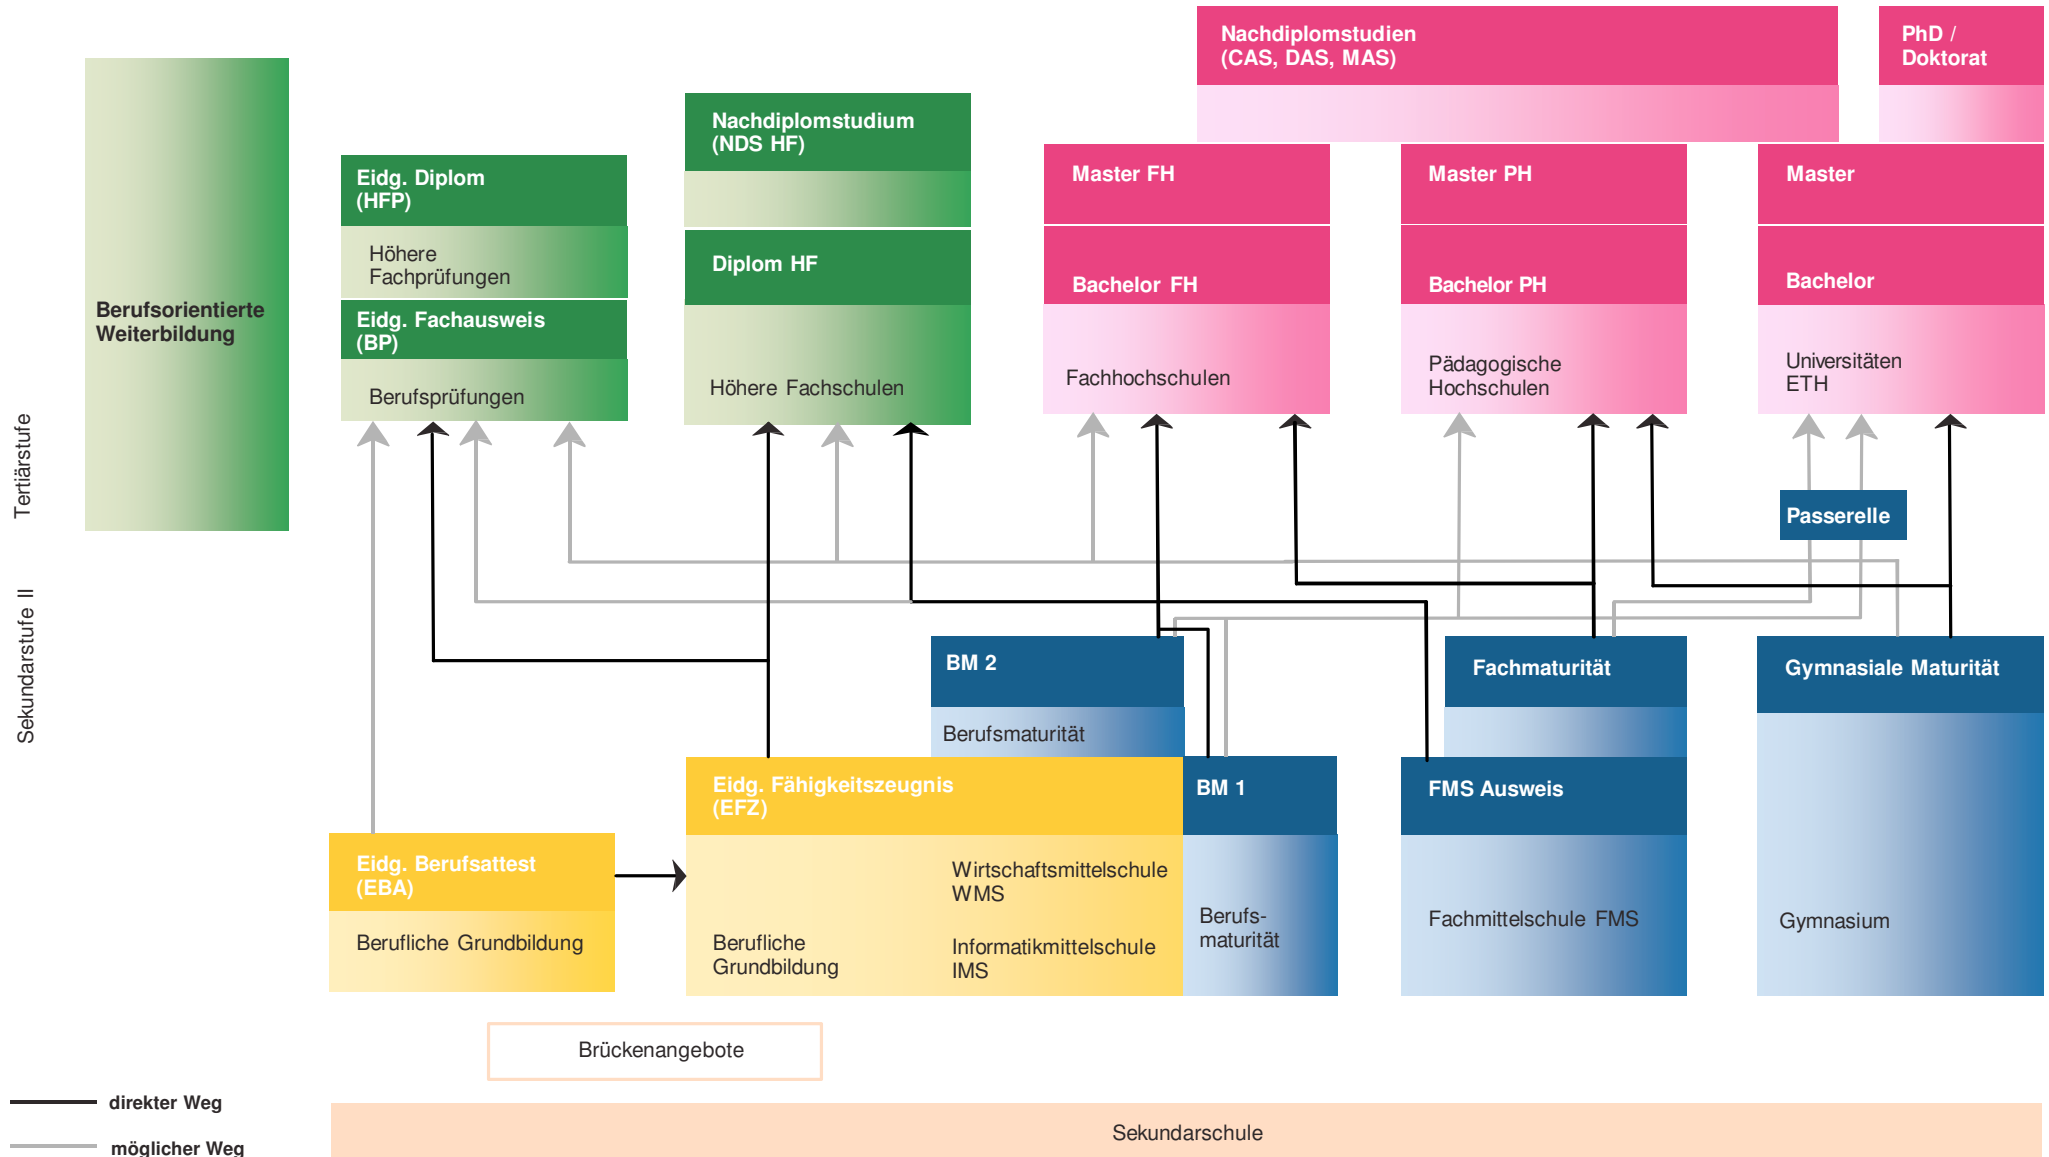 Nachdiplomstudien
(CAS, DAS, MAS)
PhD /
Doktorat
Nachdiplomstudium
(NDS HF)
Eidg. Diplom
(HFP)
Master FH
Master PH
Master
Höhere
Fachprüfungen
Diplom HF
Bachelor FH
Bachelor PH
Bachelor
Berufsorientierte
Weiterbildung
Eidg. Fachausweis
(BP)
Berufsprüfungen
Höhere Fachschulen
Fachhochschulen
Pädagogische
Hochschulen
Universitäten
ETH
Tertiärstufe
Passerelle
Sekundarstufe II
BM 2
Berufsmaturität
Fachmaturität
Gymnasiale Maturität
Eidg. Fähigkeitszeugnis
(EFZ)
BM 1
FMS Ausweis
Eidg. Berufsattest
(EBA)
Berufliche Grundbildung
Berufliche
Grundbildung
Wirtschaftsmittelschule
WMS
Informatikmittelschule
IMS
Berufs-
maturität
Fachmittelschule FMS
Gymnasium
Brückenangebote
direkter Weg
möglicher Weg
Sekundarschule